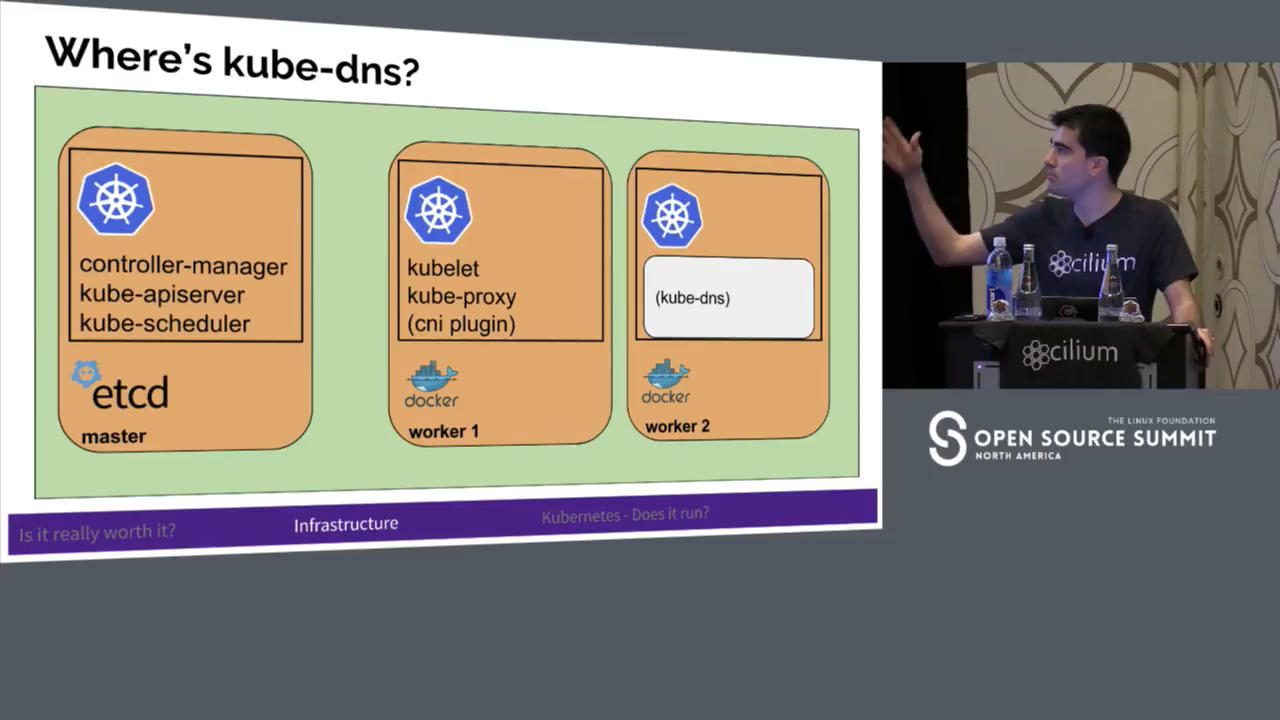 Where's kube-dns?
controller-manager
kube-apiserver
kube-scheduler
etcd
master
kubelet
kube-proxy
(cni plugin)
docker
worker 1
(kube-dns)
docker
worker 2
Is it really worth it?
Infrastructure
Kubernetes - Does it run?
cilium
smart
cilium
THE LINUX FOUNDATION
OPEN SOURCE SUMMIT
NORTH AMERICA